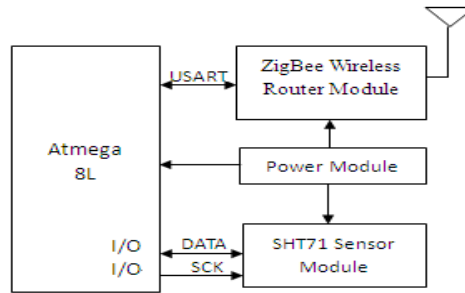 ZigBee Wireless
Router Module
USART
Atmega
8L
Power Module
I/O
DATA
I/O
SCK
SHT71 Sensor
Module